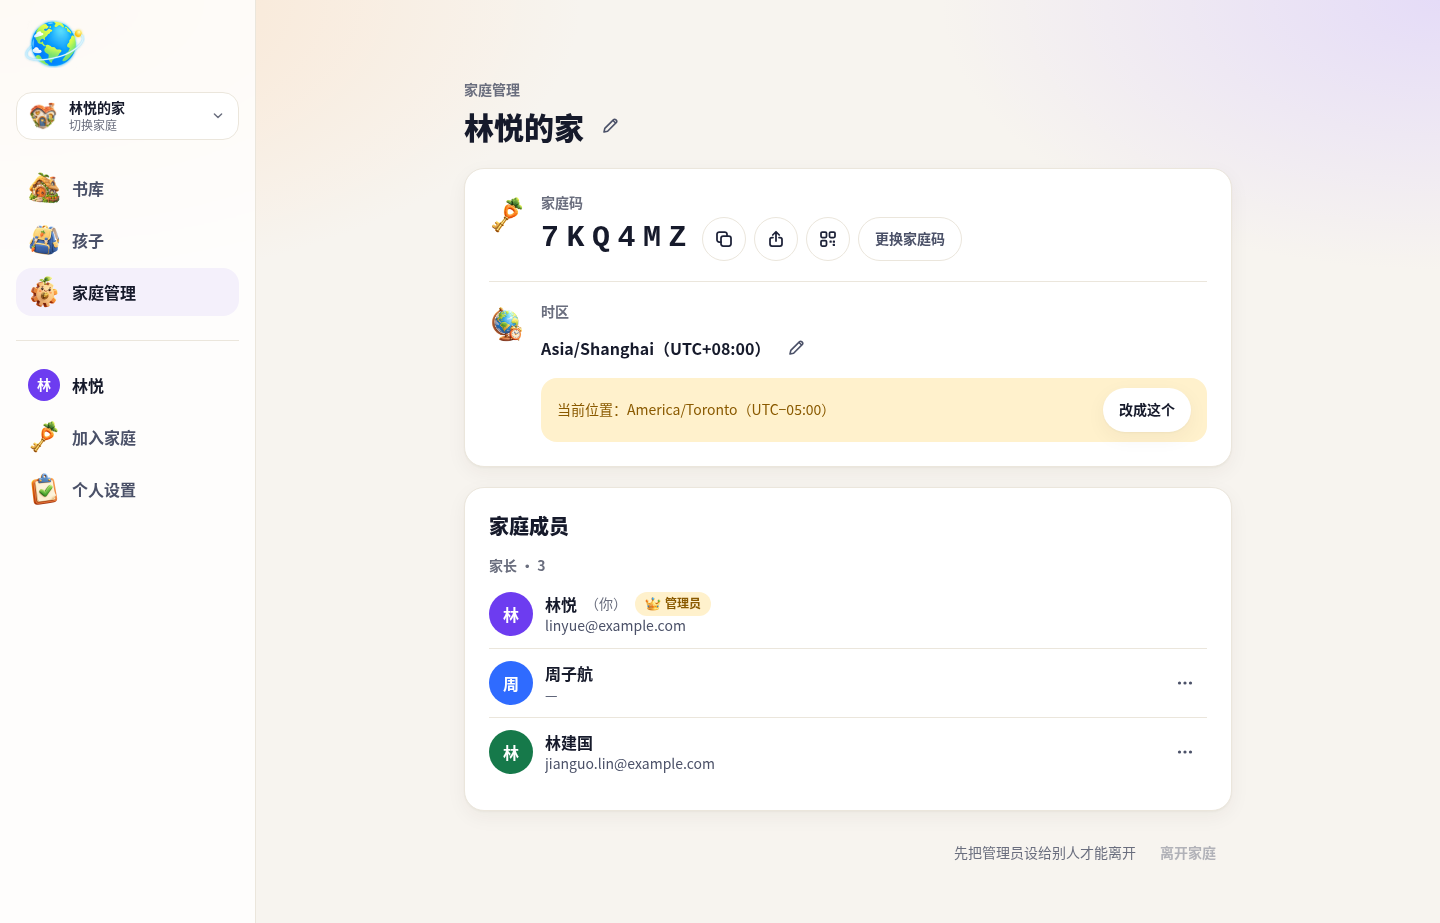 林悦的家
切换家庭
书库
孩子
家庭管理
林 林悦
加入家庭
个人设置
家庭管理
林悦的家
家庭码
7KQ4MZ
更换家庭码
时区
Asia/Shanghai（UTC+08:00）
当前位置：America/Toronto（UTC−05:00）
改成这个
家庭成员
家长 · 3
林
林悦 （你） 管理员
linyue@example.com
周
周子航
—
林
林建国
jianguo.lin@example.com
先把管理员设给别人才能离开 离开家庭